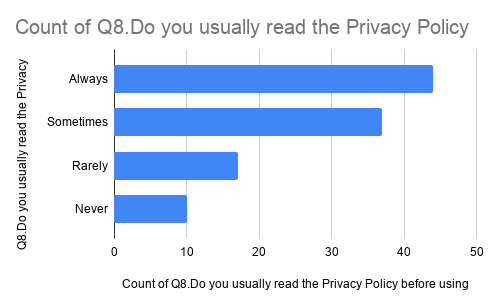 Count of Q8.Do you usually read the Privacy Policy
Q8.Do you usually read the Privacy
Always
Sometimes
Rarely
Never
0 10 20 30 40 50
Count of Q8.Do you usually read the Privacy Policy before using